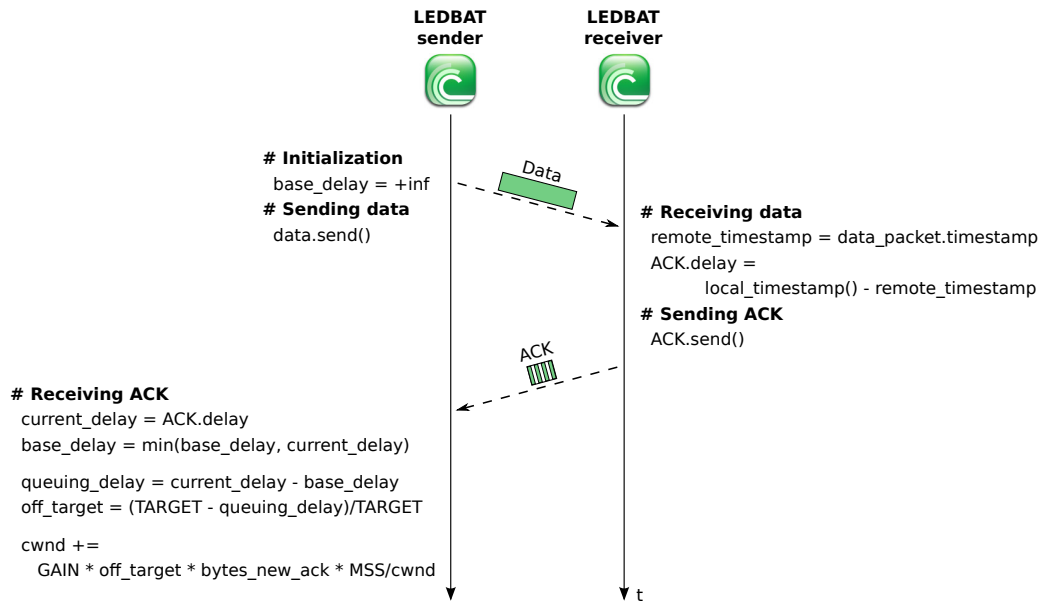 LEDBAT
sender
LEDBAT
receiver
# Initialization
base_delay = +inf
# Sending data
data.send()
Data
# Receiving data
remote_timestamp = data_packet.timestamp
ACK.delay =
local_timestamp() - remote_timestamp
# Sending ACK
ACK.send()
ACK
# Receiving ACK
current_delay = ACK.delay
base_delay = min(base_delay, current_delay)
queuing_delay = current_delay - base_delay
off_target = (TARGET - queuing_delay)/TARGET
cwnd +=
GAIN * off_target * bytes_new_ack * MSS/cwnd
t